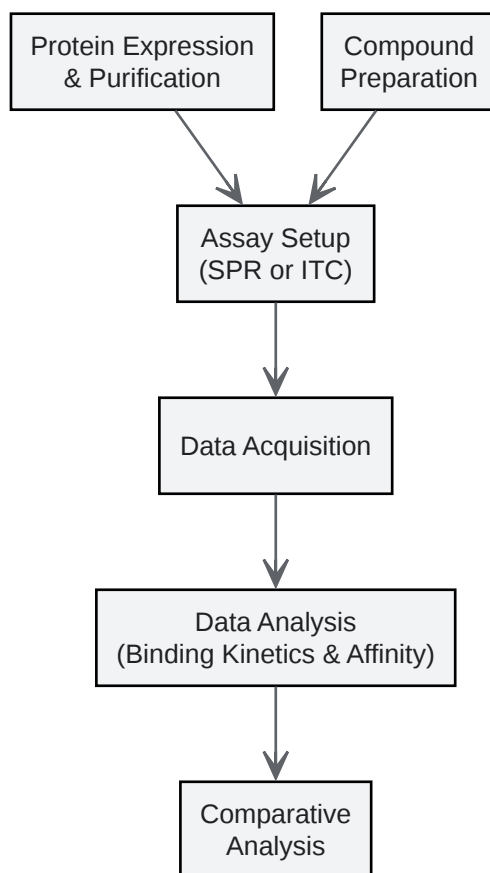 Protein Expression
& Purification
Compound
Preparation
Assay Setup
(SPR or ITC)
Data Acquisition
Data Analysis
(Binding Kinetics & Affinity)
Comparative
Analysis